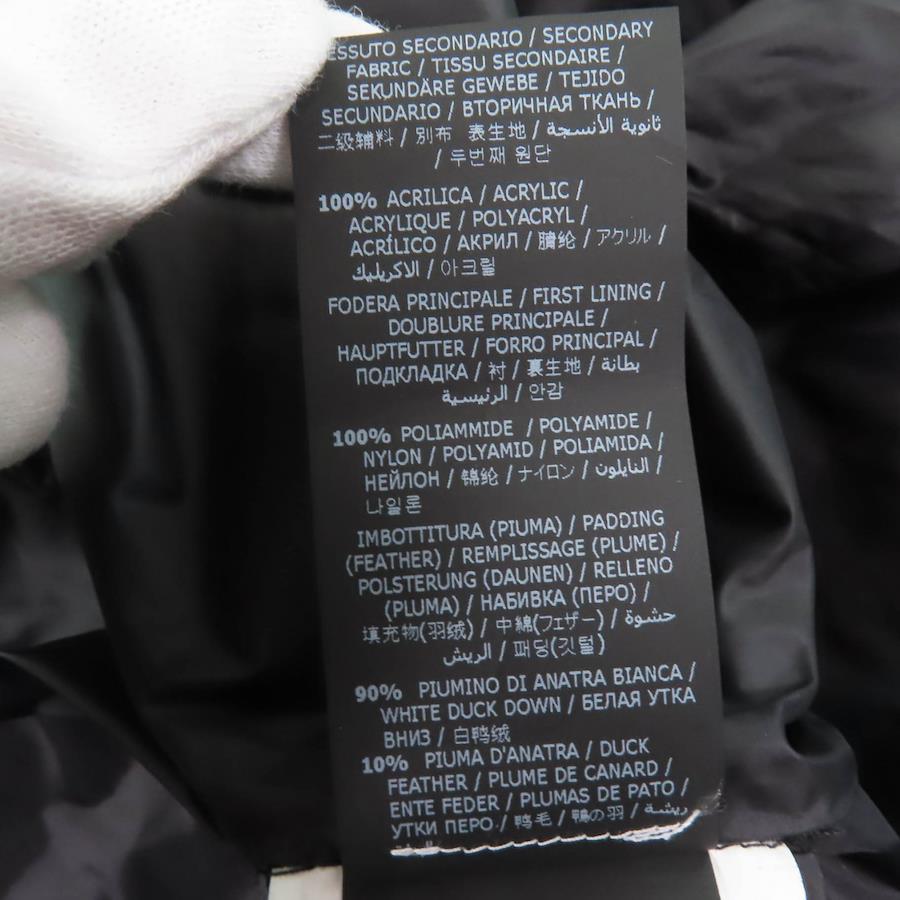 ESSUTO SECONDARIO / SECONDARY
FABRIC / TISSU SECONDAIRE /
SEKUNDÄRE GEWEBE / TEJIDO
SECUNDARIO / ВТОРИЧНАЯ ТКАНЬ /
二级辅料 / 別布 表生地 / ثانوية الأنسجة
/ 두번째 원단
100% ACRILICA / ACRYLIC /
ACRYLIQUE / POLYACRYL /
ACRÍLICO / АКРИЛ / 腈纶 / アクリル /
الاكريليك / 아크릴
FODERA PRINCIPALE / FIRST LINING /
DOUBLURE PRINCIPALE /
HAUPTFUTTER / FORRO PRINCIPAL /
ПОДКЛАДКА / 衬 / 裏生地 / بطانة
الرئيسية / 안감
100% POLIAMMIDE / POLYAMIDE /
NYLON / POLYAMID / POLIAMIDA /
НЕЙЛОН / 锦纶 / ナイロン / النايلون /
나일론
IMBOTTITURA (PIUMA) / PADDING
(FEATHER) / REMPLISSAGE (PLUME) /
POLSTERUNG (DAUNEN) / RELLENO
(PLUMA) / НАБИВКА (ПЕРО) /
填充物(羽绒) / 中綿(フェザー) / حشوة
الريش / 패딩(깃털)
90% PIUMINO DI ANATRA BIANCA /
WHITE DUCK DOWN / БЕЛАЯ УТКА
ВНИЗ / 白鸭绒
10% PIUMA D'ANATRA / DUCK
FEATHER / PLUME DE CANARD /
ENTE FEDER / PLUMAS DE PATO /
УТКИ ПЕРО / 鸭毛 / 鴨の羽 / ريشة